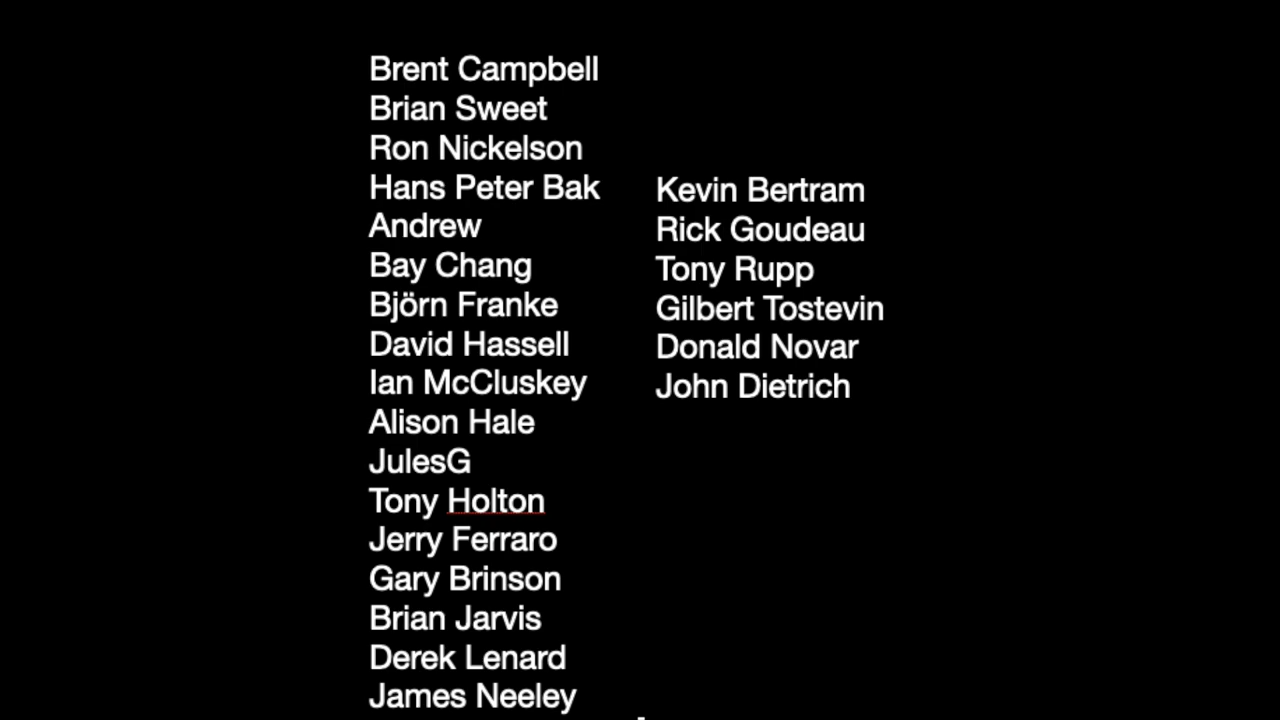 Brent Campbell
Brian Sweet
Ron Nickelson
Hans Peter Bak
Andrew
Bay Chang
Björn Franke
David Hassell
Ian McCluskey
Alison Hale
JulesG
Tony Holton
Jerry Ferraro
Gary Brinson
Brian Jarvis
Derek Lenard
James Neeley
Kevin Bertram
Rick Goudeau
Tony Rupp
Gilbert Tostevin
Donald Novar
John Dietrich